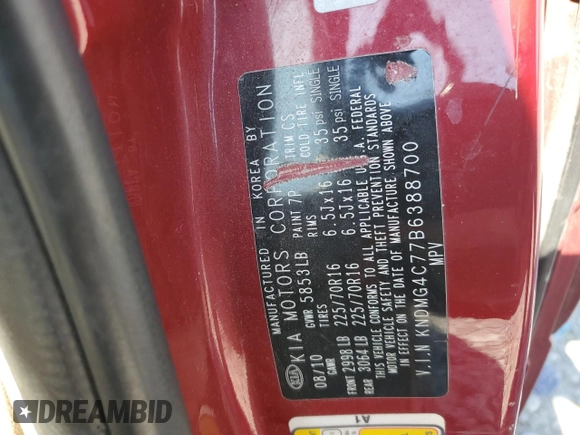 MANUFACTURED IN KOREA BY
KIA KIA MOTORS CORPORATION
08/10 GVWR 5853LB PAINT 7P TRIM CS
GAWR TIRES RIMS COLD TIRE INFL
FRONT 2998LB 225/70R16 6.5Jx16 35psi SINGLE
REAR 3064LB 225/70R16 6.5Jx16 35psi SINGLE
THIS VEHICLE CONFORMS TO ALL APPLICABLE U.S.A. FEDERAL
MOTOR VEHICLE SAFETY AND THEFT PREVENTION STANDARDS
IN EFFECT ON THE DATE OF MANUFACTURE SHOWN ABOVE
V.I.N KNDMG4C77B6388700
MPV
A1
DREAMBID